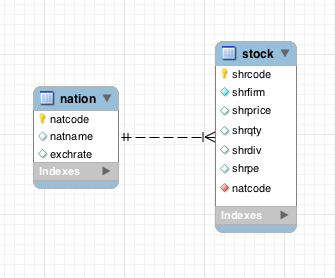 nation
natcode
natname
exchrate
Indexes
stock
shrcode
shrfirm
shrprice
shrqty
shrdiv
shrpe
natcode
Indexes